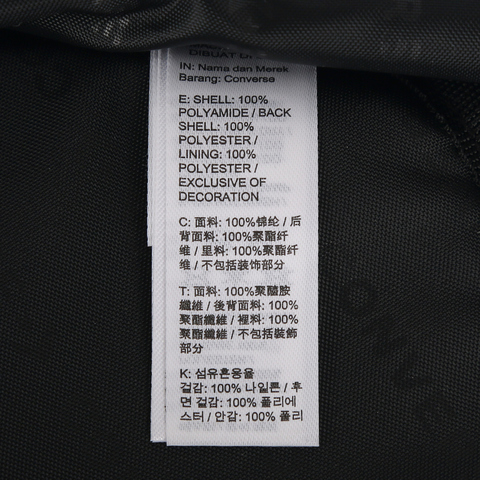 DIBUAT DI
IN: Nama dan Merek
Barang: Converse
E: SHELL: 100%
POLYAMIDE / BACK
SHELL: 100%
POLYESTER /
LINING: 100%
POLYESTER /
EXCLUSIVE OF
DECORATION
C: 面料: 100%锦纶 / 后
背面料: 100%聚酯纤
维 / 里料: 100%聚酯纤
维 / 不包括装饰部分
T: 面料: 100%聚醯胺
纖維 / 後背面料: 100%
聚酯纖維 / 裡料: 100%
聚酯纖維 / 不包括裝飾
部分
K: 섬유혼용율
겉감: 100% 나일론 / 후
면 겉감: 100% 폴리에
스터 / 안감: 100% 폴리